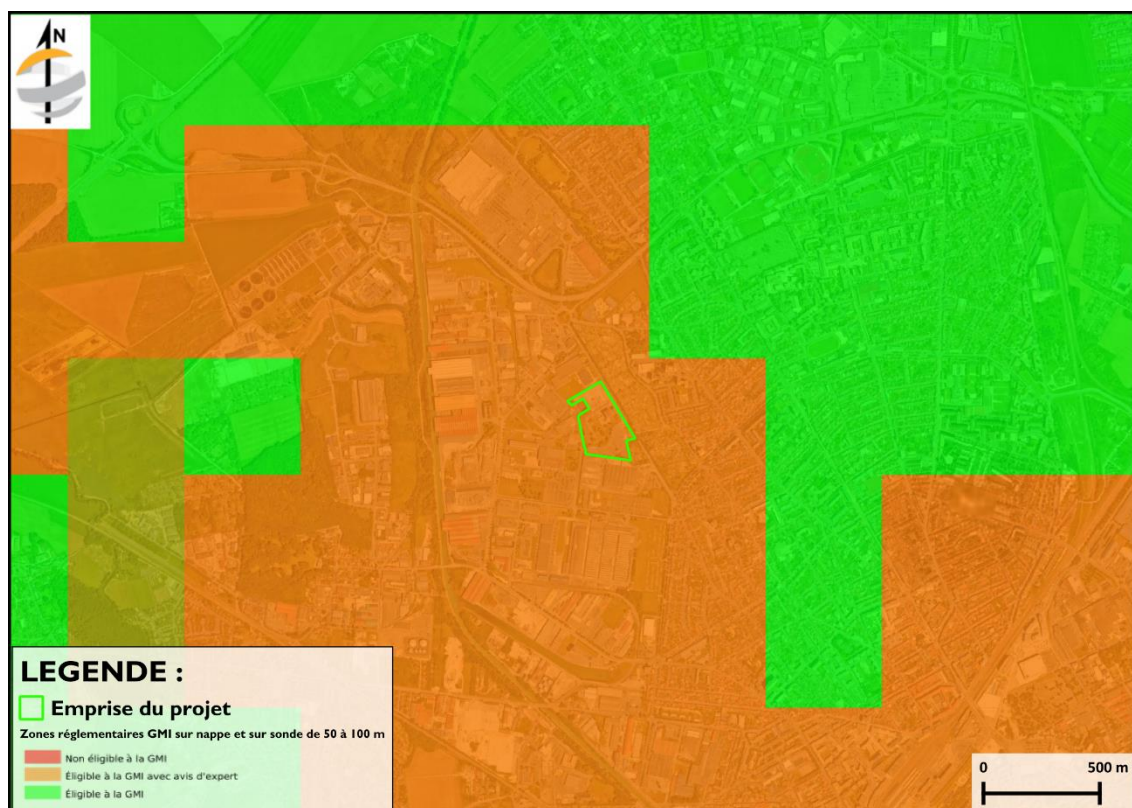 N
LEGENDE :
Emprise du projet
Zones réglementaires GMI sur nappe et sur sonde de 50 à 100 m
Non éligible à la GMI
Éligible à la GMI avec avis d'expert
Éligible à la GMI
0 500 m